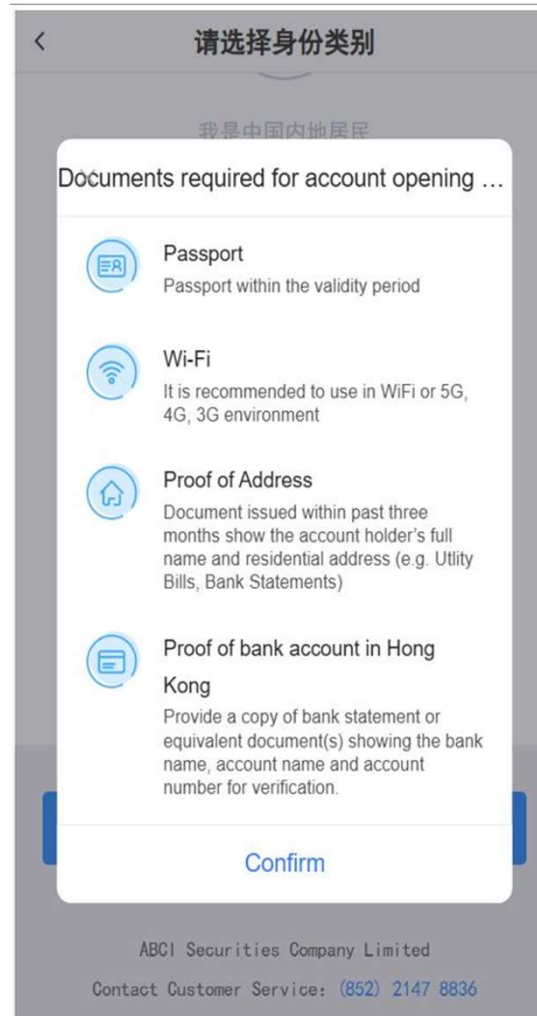 请选择身份类别
我是中国内地居民
Documents required for account opening ...
Passport
Passport within the validity period
Wi-Fi
It is recommended to use in WiFi or 5G,
4G, 3G environment
Proof of Address
Document issued within past three
months show the account holder's full
name and residential address (e.g. Utlity
Bills, Bank Statements)
Proof of bank account in Hong
Kong
Provide a copy of bank statement or
equivalent document(s) showing the bank
name, account name and account
number for verification.
Confirm
ABCI Securities Company Limited
Contact Customer Service: (852) 2147 8836